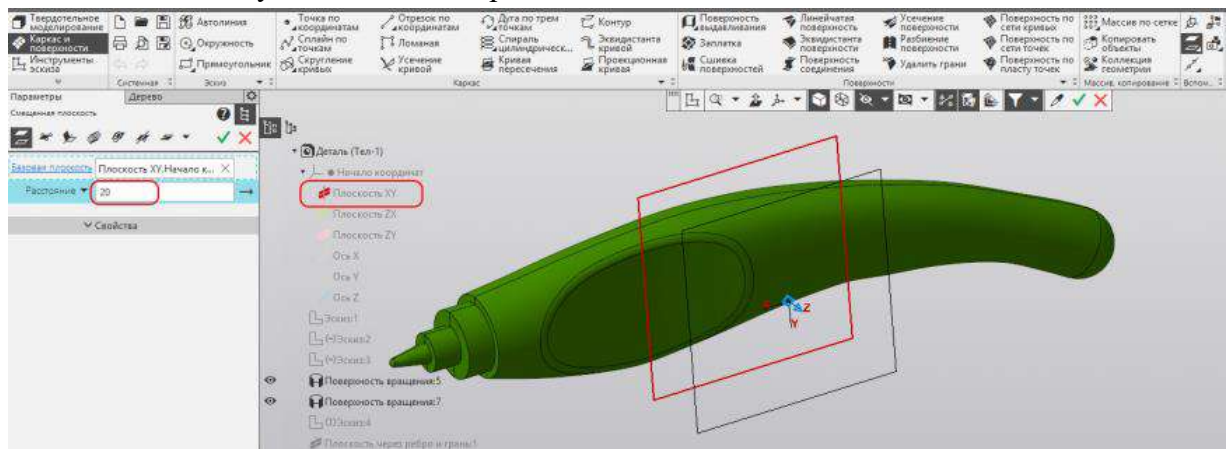 Твердотельное моделирование
Каркас и поверхности
Инструменты эскиза
Системная
Автолиния
Окружность
Прямоугольник
Эскиз
Точка по координатам
Сплайн по точкам
Скругление кривых
Отрезок по координатам
Ломаная
Усечение кривой
Дуга по трем точкам
Спираль цилиндрическ...
Кривая пересечения
Контур
Эквидистанта кривой
Проекционная кривая
Каркас
Поверхность выдавливания
Заплатка
Сшивка поверхностей
Линейчатая поверхность
Эквидистанта поверхности
Поверхность соединения
Усечение поверхности
Разбиение поверхности
Удалить грани
Поверхность по сети кривых
Поверхность по сети точек
Поверхность по пласту точек
Поверхности
Массив по сетке
Копировать объекты
Коллекция геометрии
Массив, копирование
Вспом...
Параметры
Дерево
Смещенная плоскость
Базовая плоскость
Плоскость XY.Начало к...
Расстояние
20
Свойства
Деталь (Тел-1)
Начало координат
Плоскость XY
Плоскость ZX
Плоскость ZY
Ось X
Ось Y
Ось Z
Эскиз:1
(-)Эскиз:2
(-)Эскиз:3
Поверхность вращения:5
Поверхность вращения:7
Эскиз:4
Плоскость через ребро и грань:1
Z
Y